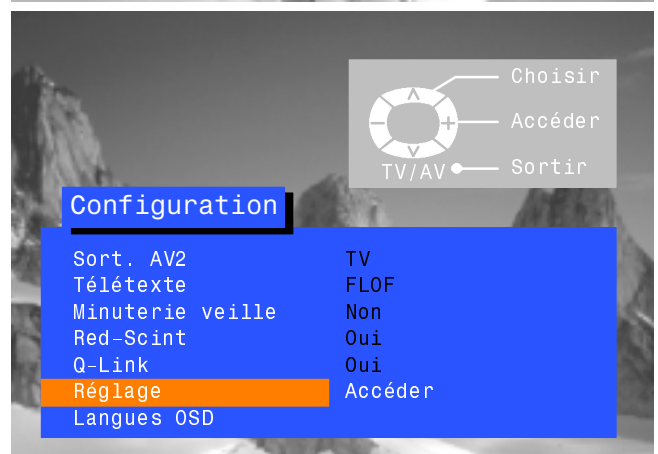 Choisir
Accéder
TV/AV Sortir
Configuration
Sort. AV2 TV
Télétexte FLOF
Minuterie veille Non
Red-Scint Oui
Q-Link Oui
Réglage Accéder
Langues OSD